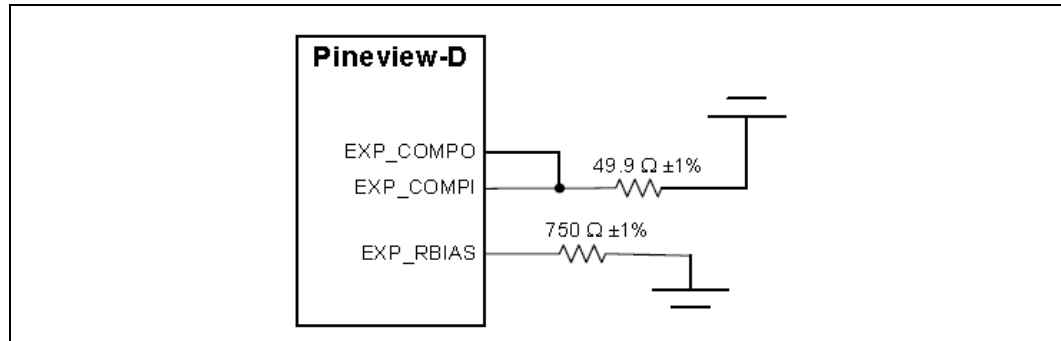 Pineview-D
EXP_COMPO
49.9 Ω ±1%
EXP_COMPI
750 Ω ±1%
EXP_RBIAS